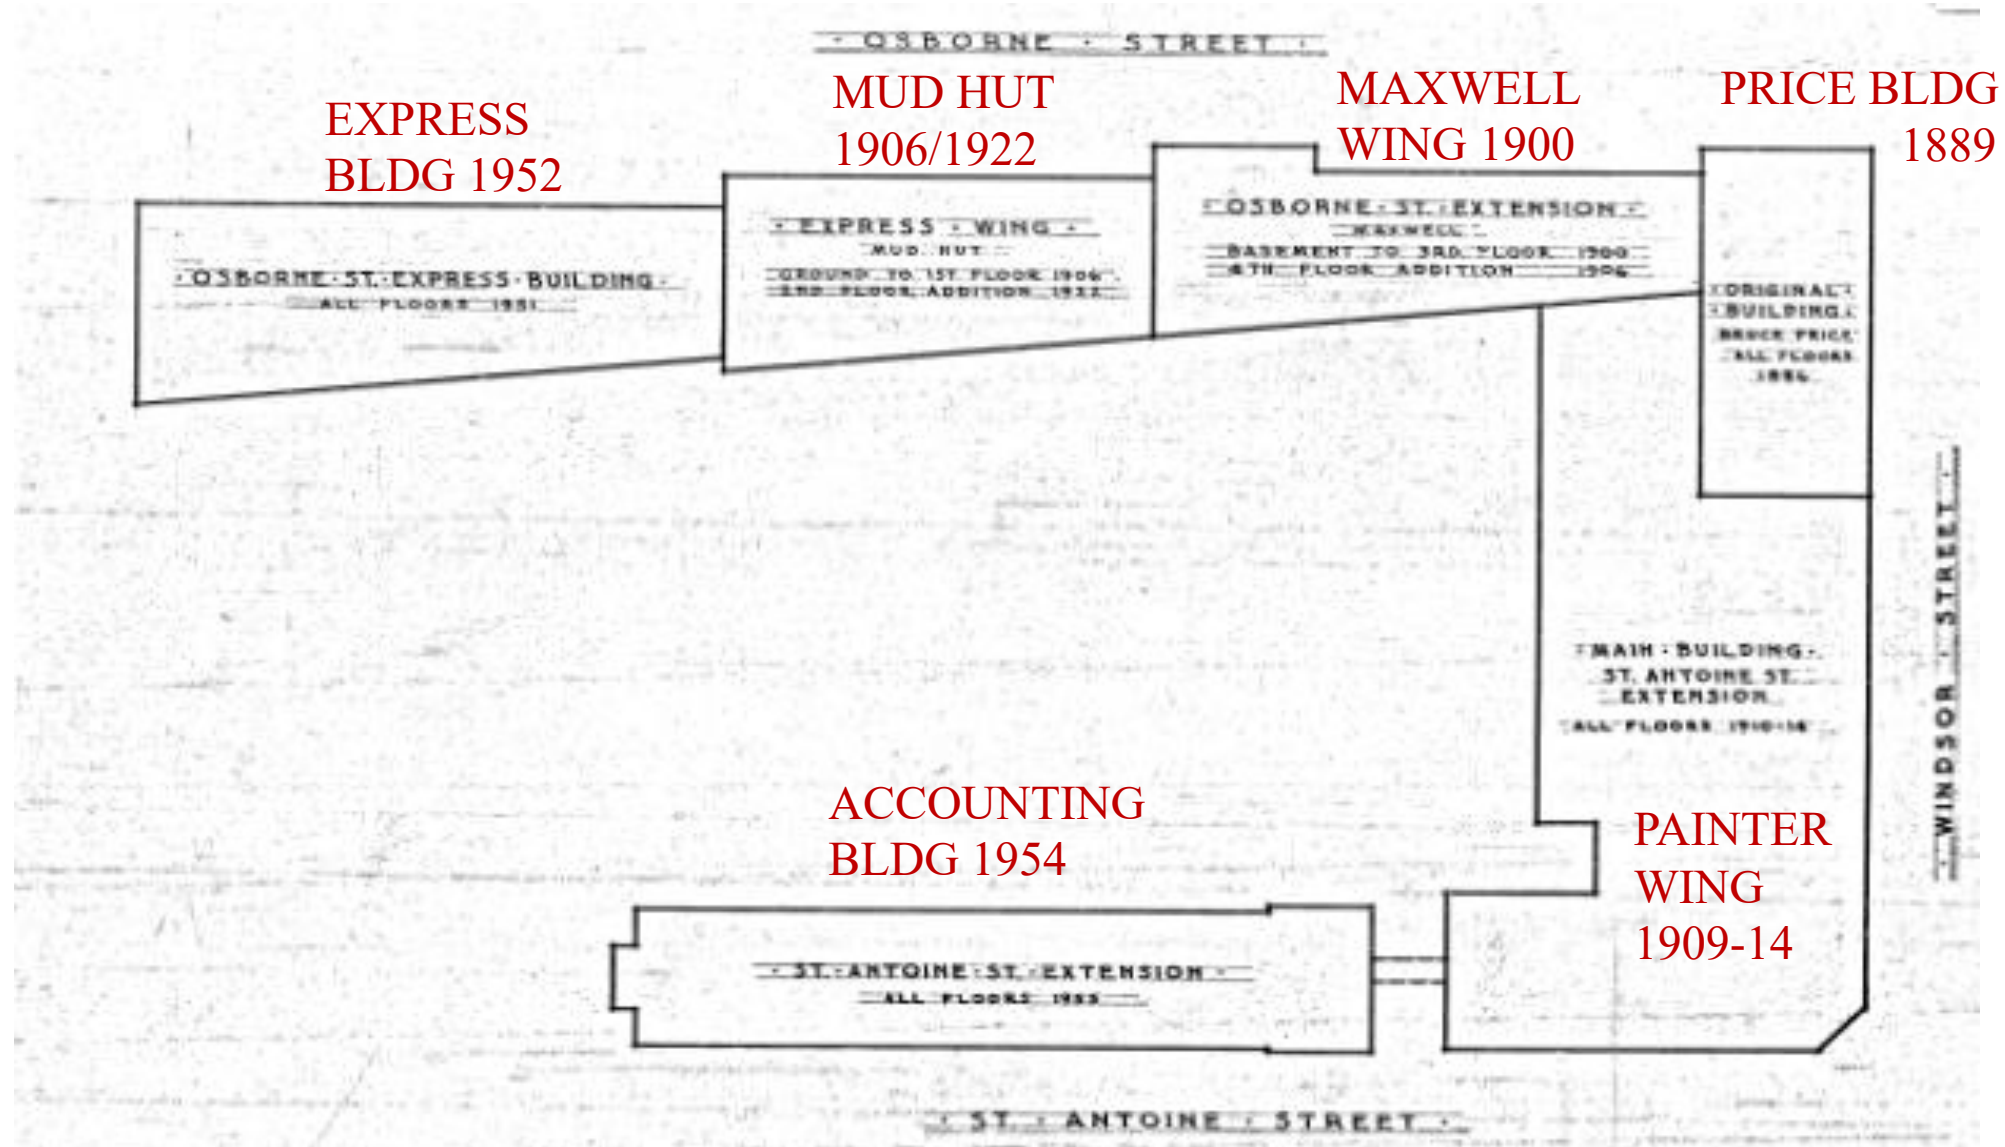 · OSBORNE · STREET ·
EXPRESS
BLDG 1952
MUD HUT
1906/1922
MAXWELL
WING 1900
PRICE BLDG
1889
· OSBORNE · ST. · EXPRESS · BUILDING ·
ALL FLOORS 1951
· EXPRESS · WING ·
MUD HUT
GROUND TO 1ST FLOOR 1906
2ND FLOOR ADDITION 1922
· OSBORNE · ST. · EXTENSION ·
MAXWELL
BASEMENT TO 3RD FLOOR 1900
4TH FLOOR ADDITION 1906
· ORIGINAL ·
· BUILDING ·
BRUCE PRICE
ALL FLOORS
· MAIN · BUILDING ·
ST. ANTOINE ST.
EXTENSION
ALL FLOORS 1910-14
· WINDSOR · STREET ·
PAINTER
WING
1909-14
ACCOUNTING
BLDG 1954
· ST. · ANTOINE · ST. · EXTENSION ·
ALL FLOORS 1953
· ST. · ANTOINE · STREET ·